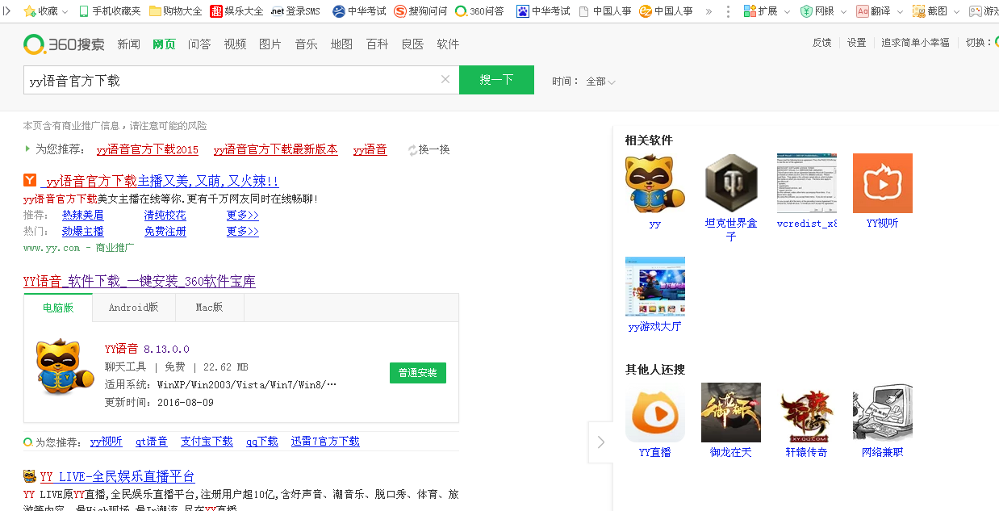 收藏 手机收藏夹 购物大全 娱乐大全 登录SMS 中华考试 搜狗问问 360问答 中华考试 中国人事 中国人事 » 扩展 网银 翻译 截图 游戏
360搜索 新闻 网页 问答 视频 图片 音乐 地图 百科 良医 软件 反馈 设置 追求简单小幸福 切换：
yy语音官方下载 × 搜一下 时间： 全部
本页含有商业推广信息，请注意可能的风险
为您推荐： yy语音官方下载2015 yy语音官方下载最新版本 yy语音 换一换
yy语音官方下载主播又美,又萌,又火辣!!
yy语音官方下载美女主播在线等你.更有千万网友同时在线畅聊!
推荐： 热辣美眉 清纯校花 更多>>
热门： 劲爆主播 免费注册 更多>>
www.yy.com - 商业推广
YY语音_软件下载_一键安装_360软件宝库
电脑版 Android版 Mac版
YY语音 8.13.0.0
聊天工具 | 免费 | 22.62 MB
适用系统： WinXP/Win2003/Vista/Win7/Win8/…
更新时间： 2016-08-09
普通安装
为您推荐： yy视听 qt语音 支付宝下载 qq下载 迅雷7官方下载
YY LIVE-全民娱乐直播平台
YY LIVE原YY直播,全民娱乐直播平台,注册用户超10亿,含好声音、潮音乐、脱口秀、体育、旅
游等内容。最High现场,最In潮流,尽在YY直播
相关软件
yy 坦克世界盒子 vcredist_x8 YY视听
yy游戏大厅
其他人还搜
YY直播 御龙在天 轩辕传奇 网络兼职